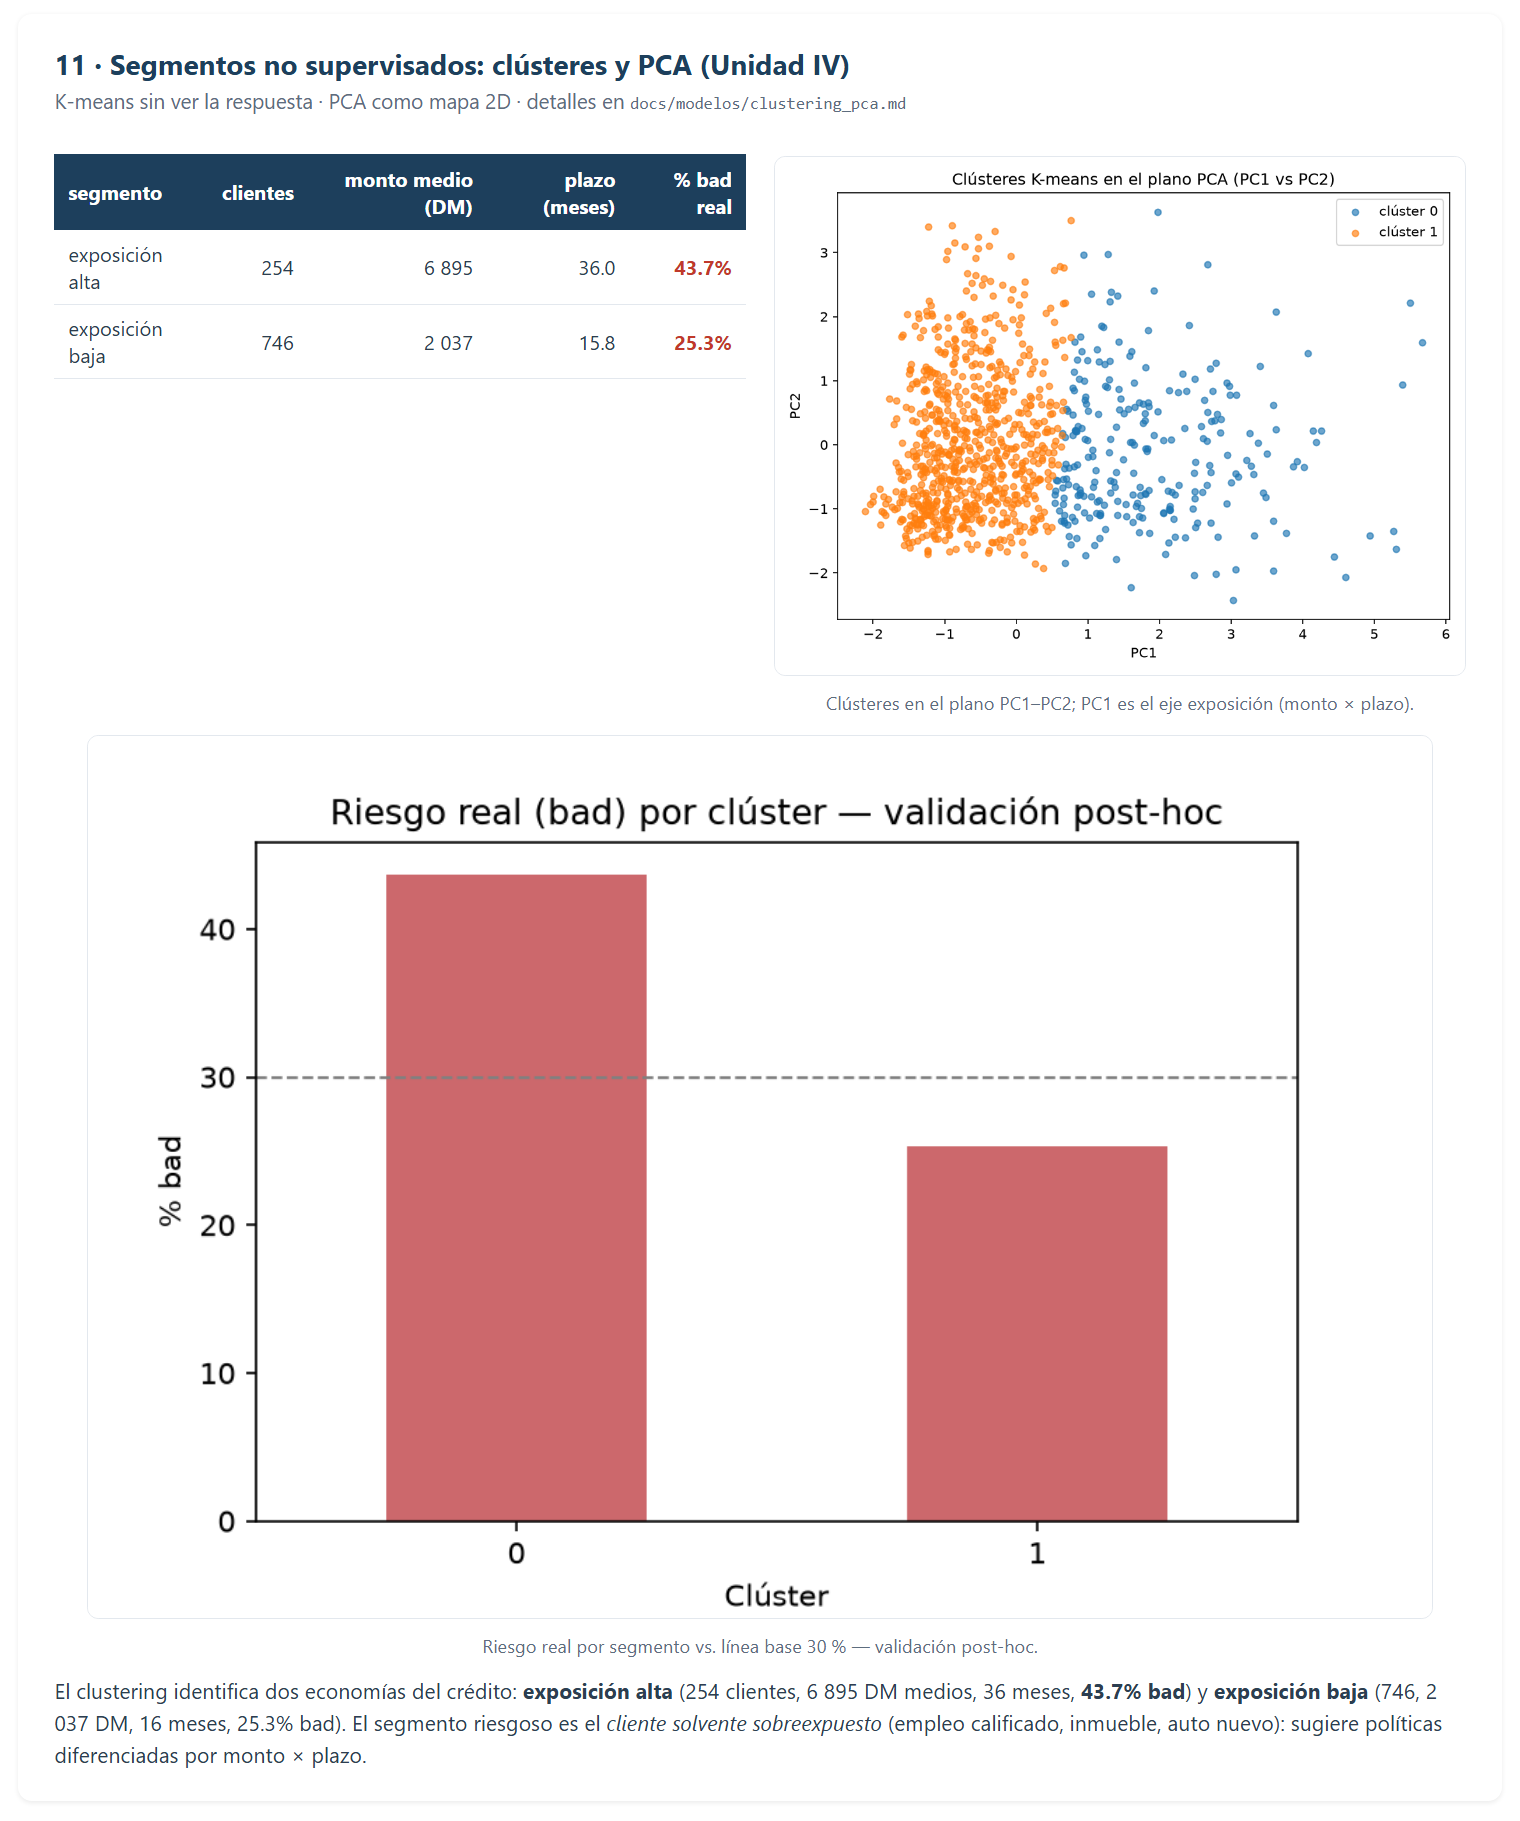 11 · Segmentos no supervisados: clústeres y PCA (Unidad IV)
K-means sin ver la respuesta · PCA como mapa 2D · detalles en docs/modelos/clustering_pca.md
segmento clientes monto medio (DM) plazo (meses) % bad real
exposición alta 254 6 895 36.0 43.7%
exposición baja 746 2 037 15.8 25.3%
Clústeres K-means en el plano PCA (PC1 vs PC2)
clúster 0
clúster 1
PC2
3
2
1
0
−1
−2
−2 −1 0 1 2 3 4 5 6
PC1
Clústeres en el plano PC1–PC2; PC1 es el eje exposición (monto × plazo).
Riesgo real (bad) por clúster — validación post-hoc
% bad
40
30
20
10
0
0 1
Clúster
Riesgo real por segmento vs. línea base 30 % — validación post-hoc.
El clustering identifica dos economías del crédito: exposición alta (254 clientes, 6 895 DM medios, 36 meses, 43.7% bad) y exposición baja (746, 2
037 DM, 16 meses, 25.3% bad). El segmento riesgoso es el cliente solvente sobreexpuesto (empleo calificado, inmueble, auto nuevo): sugiere políticas
diferenciadas por monto × plazo.